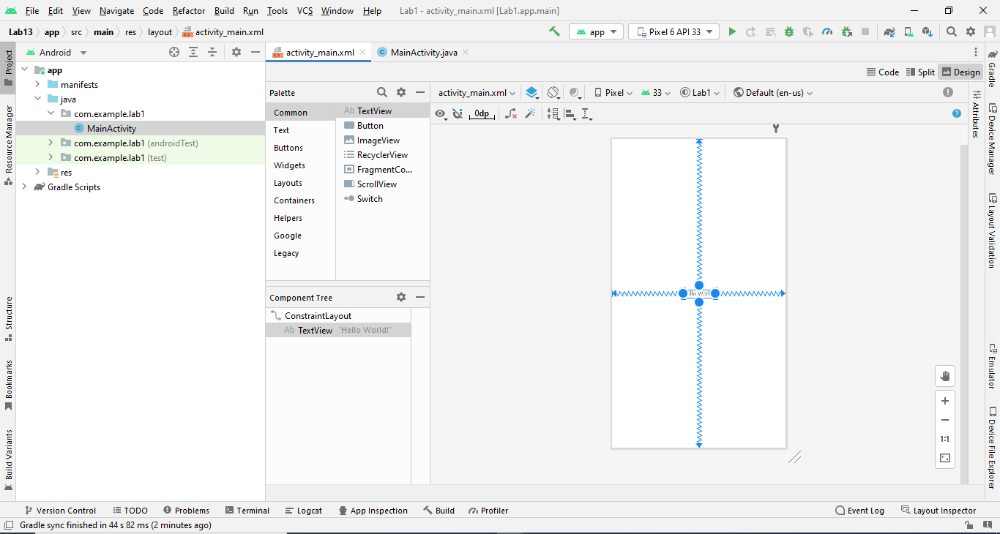 File Edit View Navigate Code Refactor Build Run Tools VCS Window Help Lab1 - activity_main.xml [Lab1.app.main]
Lab13 app src main res layout activity_main.xml app Pixel 6 API 33
Project
Resource Manager
Structure
Bookmarks
Build Variants
Android
app
manifests
java
com.example.lab1
MainActivity
com.example.lab1 (androidTest)
com.example.lab1 (test)
res
Gradle Scripts
activity_main.xml MainActivity.java
Code Split Design
Palette
Common
Text
Buttons
Widgets
Layouts
Containers
Helpers
Google
Legacy
Ab TextView
Button
ImageView
RecyclerView
FragmentCo...
ScrollView
Switch
Component Tree
ConstraintLayout
Ab TextView "Hello World!"
activity_main.xml Pixel 33 Lab1 Default (en-us)
0dp
ello Worl
1:1
Attributes
Gradle
Device Manager
Layout Validation
Emulator
Device File Explorer
Version Control TODO Problems Terminal Logcat App Inspection Build Profiler Event Log Layout Inspector
Gradle sync finished in 44 s 82 ms (2 minutes ago)